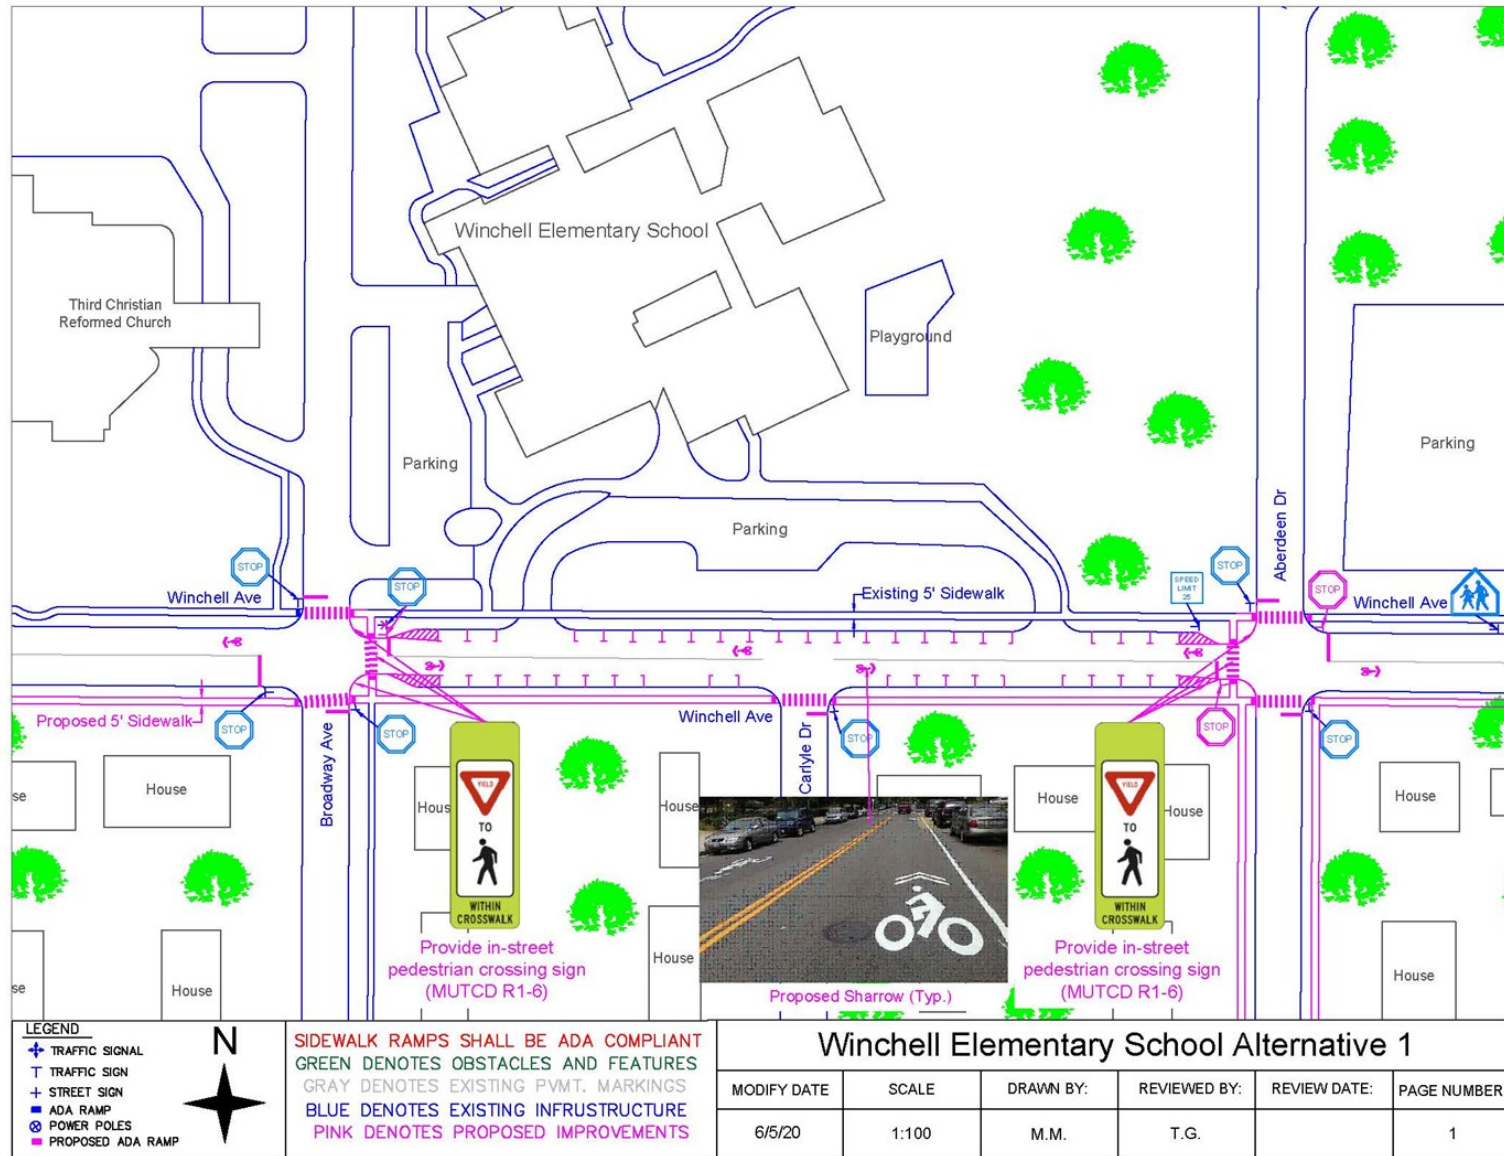 Winchell Elementary School
Third Christian
Reformed Church
Playground
Parking
Parking
Parking
Aberdeen Dr
STOP
STOP
STOP
STOP
SPEED
LIMIT
25
Winchell Ave
Existing 5' Sidewalk
Winchell Ave
Proposed 5' Sidewalk
STOP
STOP
Winchell Ave
STOP
STOP
STOP
Broadway Ave
Carlyle Dr
se
House
House
House
House
House
House
YIELD
TO
WITHIN
CROSSWALK
YIELD
TO
WITHIN
CROSSWALK
Provide in-street
pedestrian crossing sign
(MUTCD R1-6)
Provide in-street
pedestrian crossing sign
(MUTCD R1-6)
se
House
House
House
Proposed Sharrow (Typ.)
LEGEND
TRAFFIC SIGNAL
TRAFFIC SIGN
STREET SIGN
ADA RAMP
POWER POLES
PROPOSED ADA RAMP
N
SIDEWALK RAMPS SHALL BE ADA COMPLIANT
GREEN DENOTES OBSTACLES AND FEATURES
GRAY DENOTES EXISTING PVMT. MARKINGS
BLUE DENOTES EXISTING INFRUSTRUCTURE
PINK DENOTES PROPOSED IMPROVEMENTS
Winchell Elementary School Alternative 1
MODIFY DATE SCALE DRAWN BY: REVIEWED BY: REVIEW DATE: PAGE NUMBER
6/5/20 1:100 M.M. T.G. 1